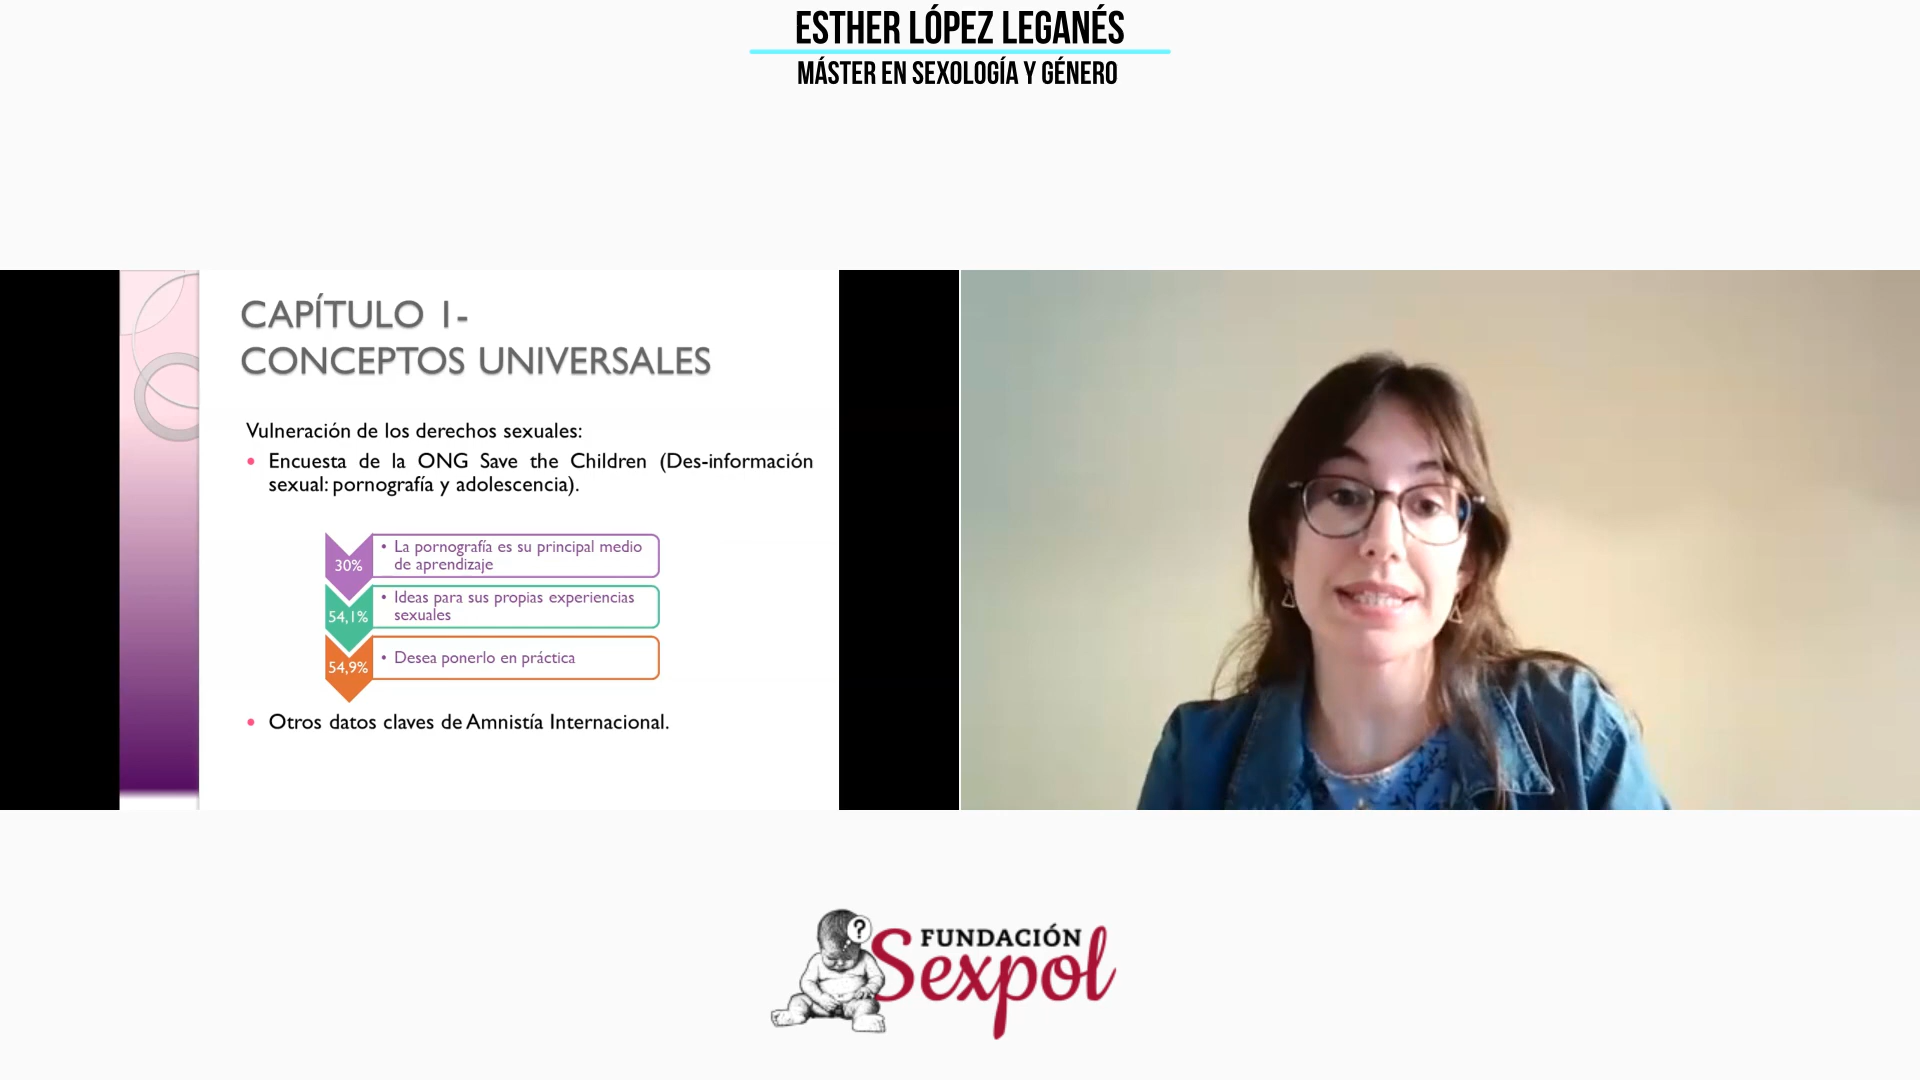 ESTHER LÓPEZ LEGANÉS
MÁSTER EN SEXOLOGÍA Y GÉNERO
CAPÍTULO 1-
CONCEPTOS UNIVERSALES
Vulneración de los derechos sexuales:
• Encuesta de la ONG Save the Children (Des-información
sexual: pornografía y adolescencia).
30%
• La pornografía es su principal medio
de aprendizaje
54,1%
• Ideas para sus propias experiencias
sexuales
54,9%
• Desea ponerlo en práctica
• Otros datos claves de Amnistía Internacional.
?
FUNDACIÓN
Sexpol